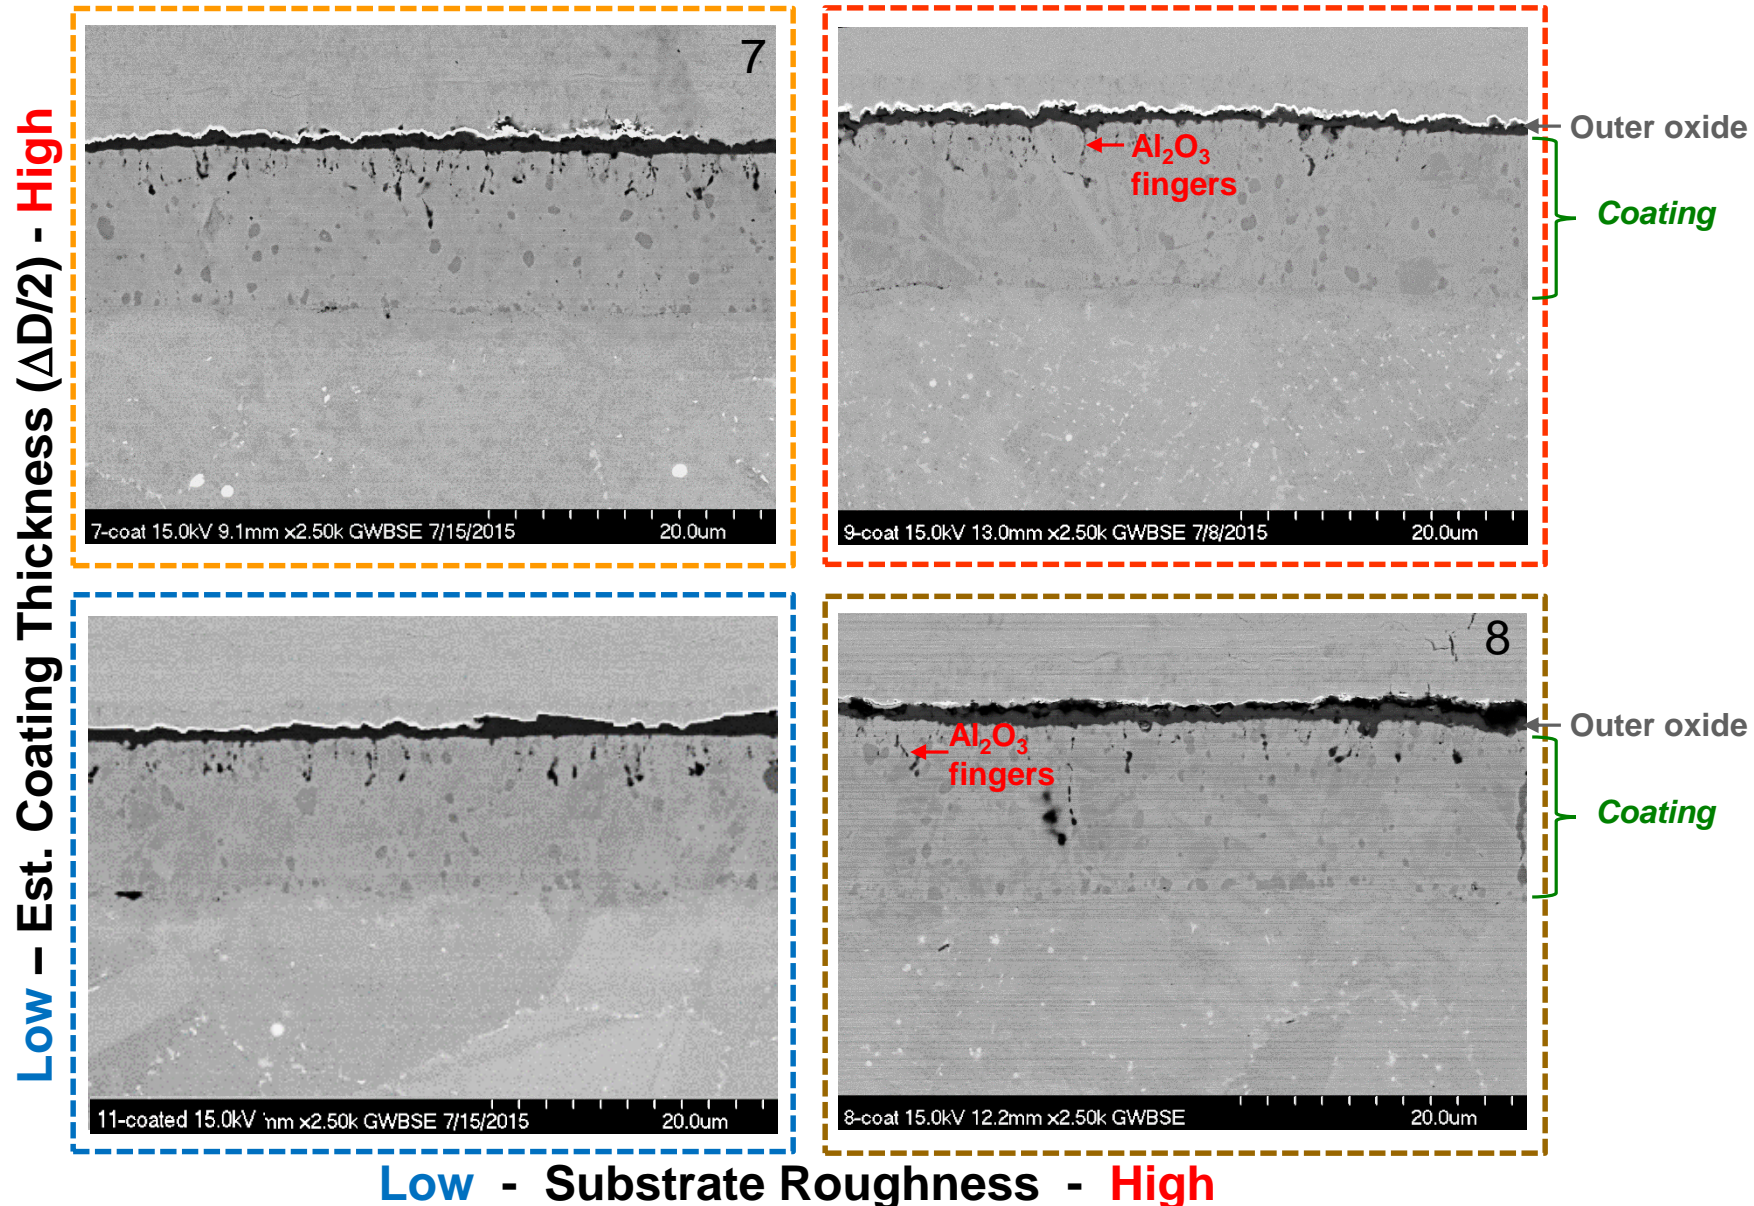 Low – Est. Coating Thickness (ΔD/2) - High
7
7-coat 15.0kV 9.1mm x2.50k GWBSE 7/15/2015
20.0um
Al₂O₃
fingers
9-coat 15.0kV 13.0mm x2.50k GWBSE 7/8/2015
20.0um
Outer oxide
Coating
11-coated 15.0kV
nm x2.50k GWBSE 7/15/2015
20.0um
8
Al₂O₃
fingers
8-coat 15.0kV 12.2mm x2.50k GWBSE
20.0um
Outer oxide
Coating
Low - Substrate Roughness - High